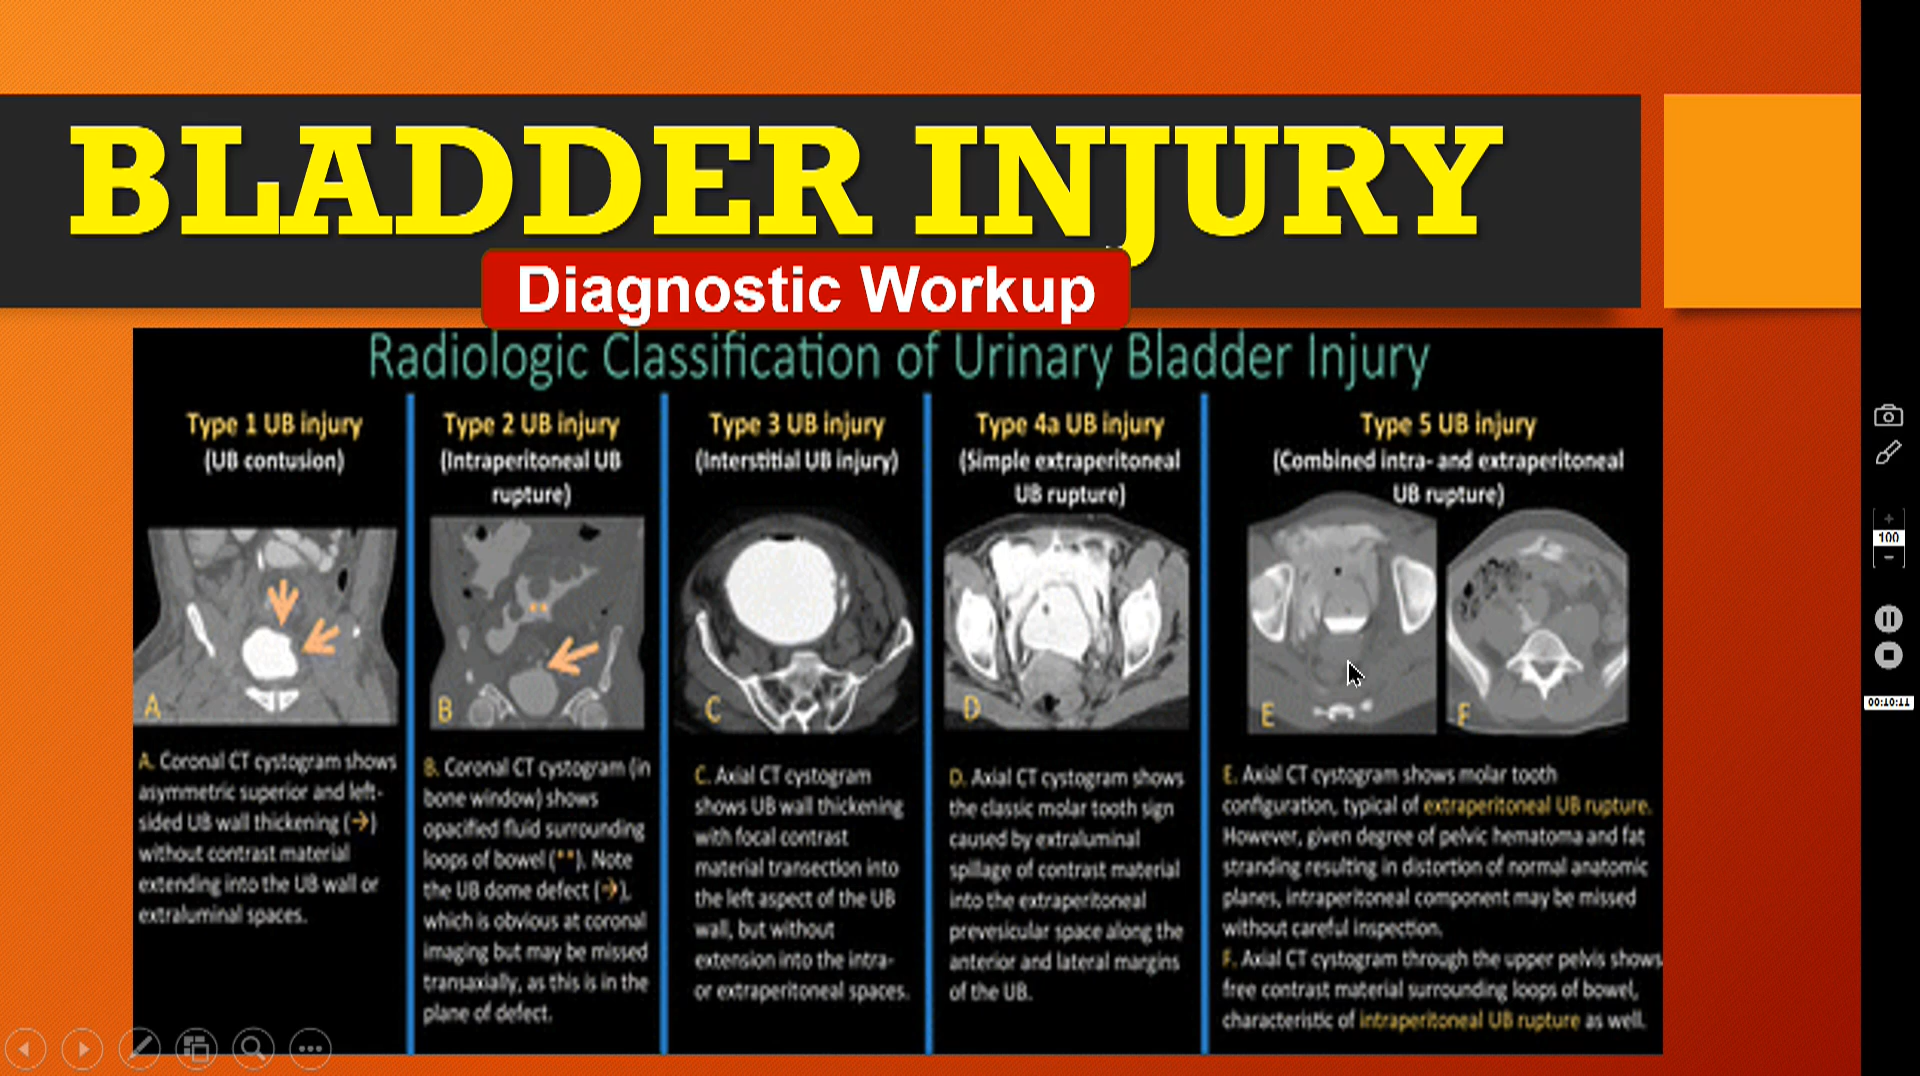 BLADDER INJURY
Diagnostic Workup
Radiologic Classification of Urinary Bladder Injury
Type 1 UB injury
(UB contusion)
A
A. Coronal CT cystogram shows
asymmetric superior and left-
sided UB wall thickening (→)
without contrast material
extending into the UB wall or
extraluminal spaces.
Type 2 UB injury
(Intraperitoneal UB
rupture)
**
B
B. Coronal CT cystogram (in
bone window) shows
opacified fluid surrounding
loops of bowel (**). Note
the UB dome defect (→),
which is obvious at coronal
imaging but may be missed
transaxially, as this is in the
plane of defect.
Type 3 UB injury
(Interstitial UB injury)
C
C. Axial CT cystogram
shows UB wall thickening
with focal contrast
material transection into
the left aspect of the UB
wall, but without
extension into the intra-
or extraperitoneal spaces.
Type 4a UB injury
(Simple extraperitoneal
UB rupture)
D
D. Axial CT cystogram shows
the classic molar tooth sign
caused by extraluminal
spillage of contrast material
into the extraperitoneal
prevesicular space along the
anterior and lateral margins
of the UB.
Type 5 UB injury
(Combined intra- and extraperitoneal
UB rupture)
E
F
E. Axial CT cystogram shows molar tooth
configuration, typical of extraperitoneal UB rupture.
However, given degree of pelvic hematoma and fat
stranding resulting in distortion of normal anatomic
planes, intraperitoneal component may be missed
without careful inspection.
F. Axial CT cystogram through the upper pelvis shows
free contrast material surrounding loops of bowel,
characteristic of intraperitoneal UB rupture as well.
100
00:10:11